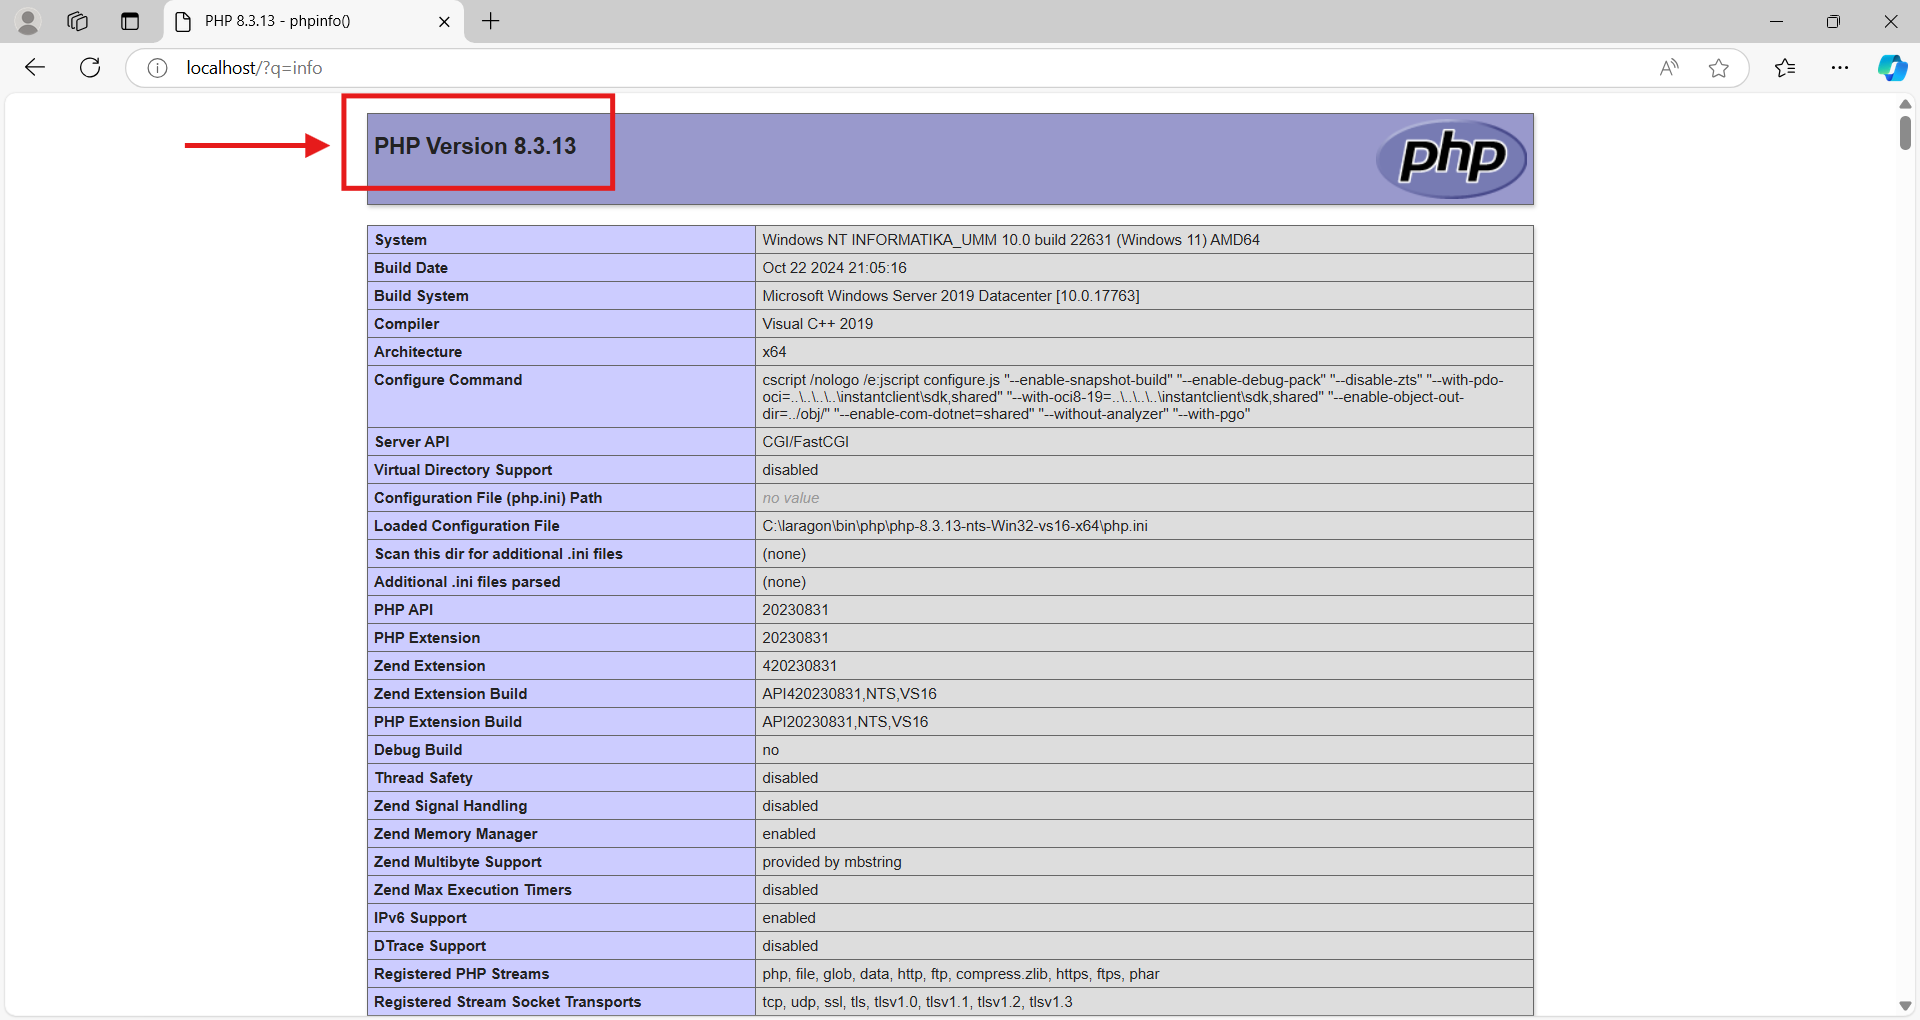 PHP 8.3.13 - phpinfo()
localhost/?q=info
PHP Version 8.3.13
php
System Windows NT INFORMATIKA_UMM 10.0 build 22631 (Windows 11) AMD64
Build Date Oct 22 2024 21:05:16
Build System Microsoft Windows Server 2019 Datacenter [10.0.17763]
Compiler Visual C++ 2019
Architecture x64
Configure Command cscript /nologo /e:jscript configure.js "--enable-snapshot-build" "--enable-debug-pack" "--disable-zts" "--with-pdo-
oci=..\..\..\..\instantclient\sdk,shared" "--with-oci8-19=..\..\..\..\instantclient\sdk,shared" "--enable-object-out-
dir=../obj/" "--enable-com-dotnet=shared" "--without-analyzer" "--with-pgo"
Server API CGI/FastCGI
Virtual Directory Support disabled
Configuration File (php.ini) Path no value
Loaded Configuration File C:\laragon\bin\php\php-8.3.13-nts-Win32-vs16-x64\php.ini
Scan this dir for additional .ini files (none)
Additional .ini files parsed (none)
PHP API 20230831
PHP Extension 20230831
Zend Extension 420230831
Zend Extension Build API420230831,NTS,VS16
PHP Extension Build API20230831,NTS,VS16
Debug Build no
Thread Safety disabled
Zend Signal Handling disabled
Zend Memory Manager enabled
Zend Multibyte Support provided by mbstring
Zend Max Execution Timers disabled
IPv6 Support enabled
DTrace Support disabled
Registered PHP Streams php, file, glob, data, http, ftp, compress.zlib, https, ftps, phar
Registered Stream Socket Transports tcp, udp, ssl, tls, tlsv1.0, tlsv1.1, tlsv1.2, tlsv1.3